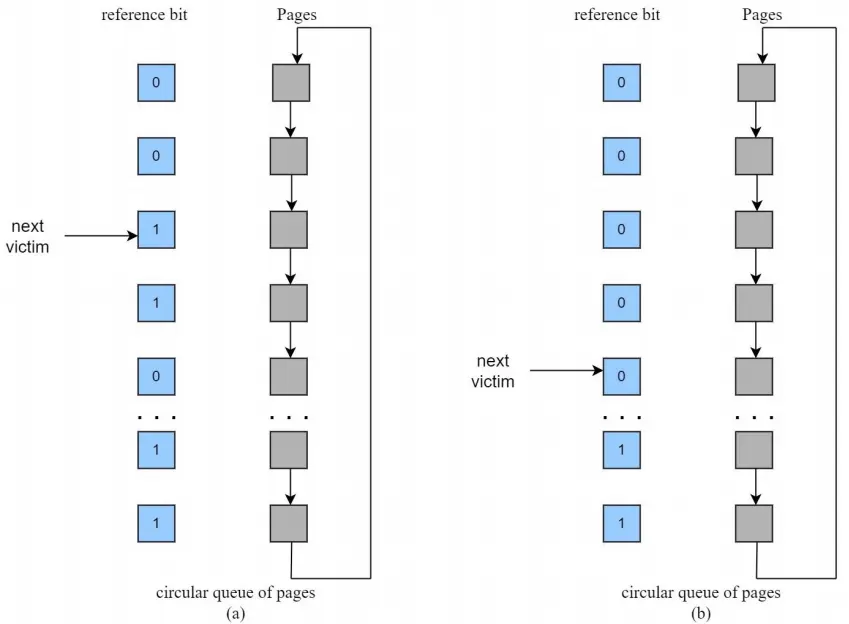 reference bit
Pages
0
0
next
victim
1
1
0
. . .
. . .
1
1
circular queue of pages
(a)
reference bit
Pages
0
0
0
0
next
victim
0
. . .
. . .
1
1
circular queue of pages
(b)